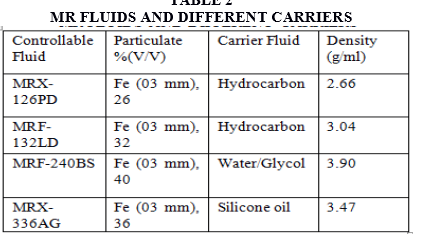 TABLE 2
MR FLUIDS AND DIFFERENT CARRIERS
Controllable Fluid | Particulate %(V/V) | Carrier Fluid | Density (g/ml)
MRX-126PD | Fe (03 mm), 26 | Hydrocarbon | 2.66
MRF-132LD | Fe (03 mm), 32 | Hydrocarbon | 3.04
MRF-240BS | Fe (03 mm), 40 | Water/Glycol | 3.90
MRX-336AG | Fe (03 mm), 36 | Silicone oil | 3.47